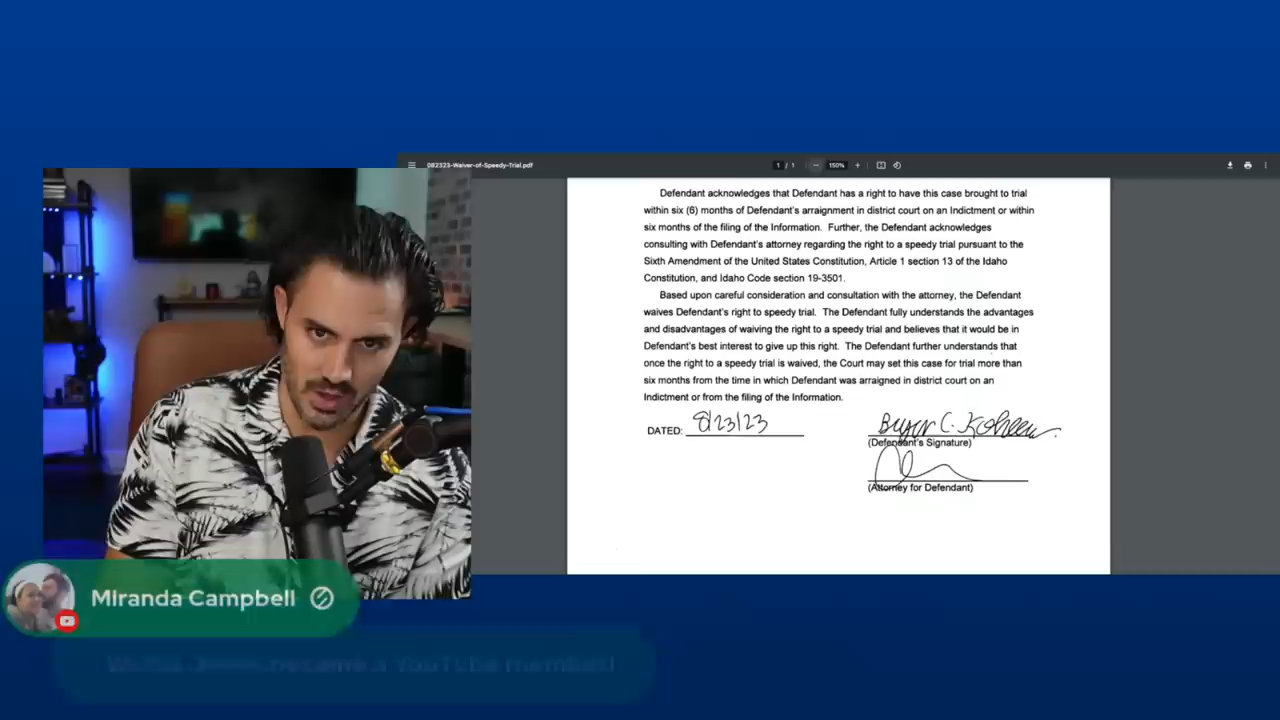 082323-Waiver-of-Speedy-Trial.pdf
1 / 1
150%
Defendant acknowledges that Defendant has a right to have this case brought to trial
within six (6) months of Defendant's arraignment in district court on an Indictment or within
six months of the filing of the Information. Further, the Defendant acknowledges
consulting with Defendant's attorney regarding the right to a speedy trial pursuant to the
Sixth Amendment of the United States Constitution, Article 1 section 13 of the Idaho
Constitution, and Idaho Code section 19-3501.
Based upon careful consideration and consultation with the attorney, the Defendant
waives Defendant's right to speedy trial. The Defendant fully understands the advantages
and disadvantages of waiving the right to a speedy trial and believes that it would be in
Defendant's best interest to give up this right. The Defendant further understands that
once the right to a speedy trial is waived, the Court may set this case for trial more than
six months from the time in which Defendant was arraigned in district court on an
Indictment or from the filing of the Information.
DATED: 8/23/23
(Defendant's Signature)
(Attorney for Defendant)
Miranda Campbell
became a YouTube member!